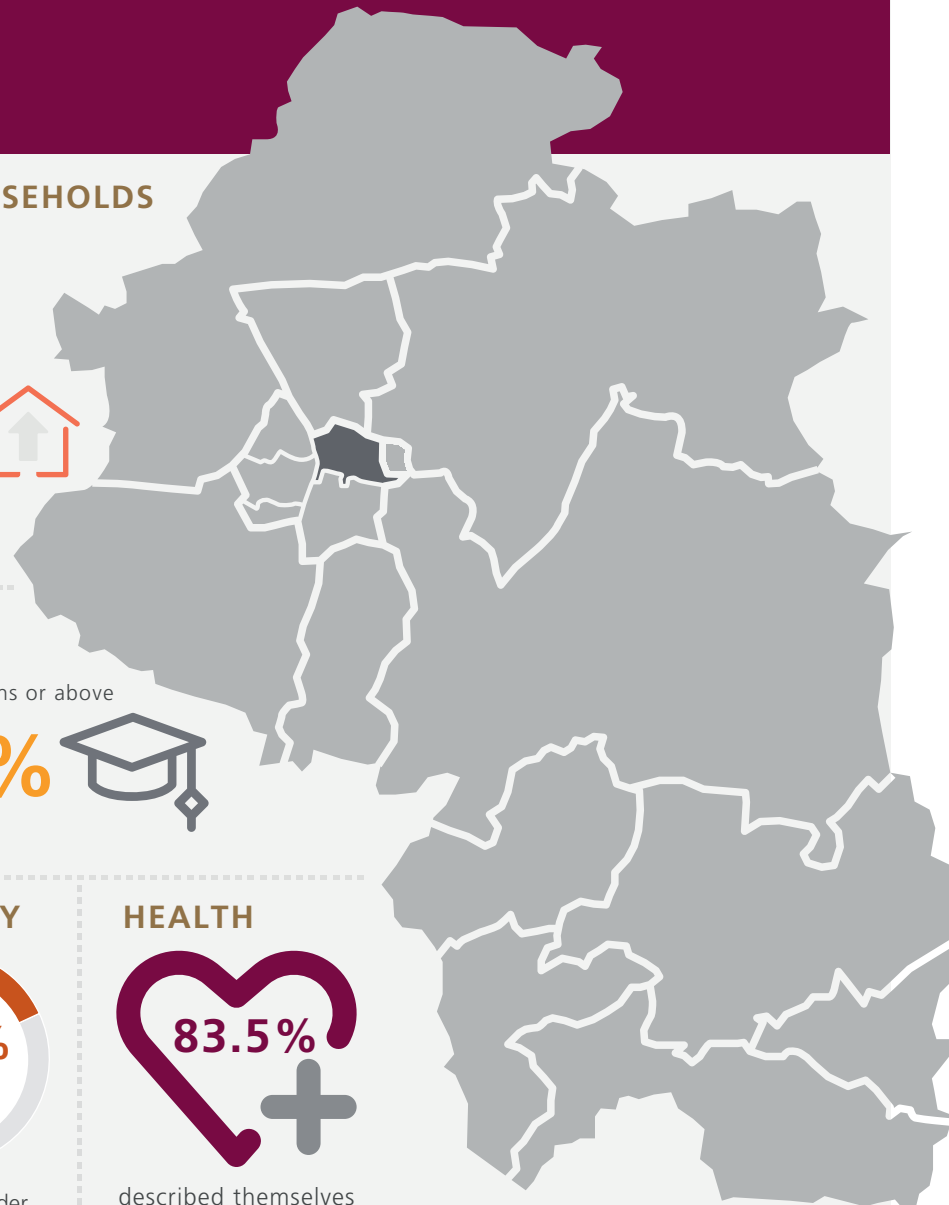 SEHOLDS
ns or above
%
Y
HEALTH
%
83.5%
der
described themselves